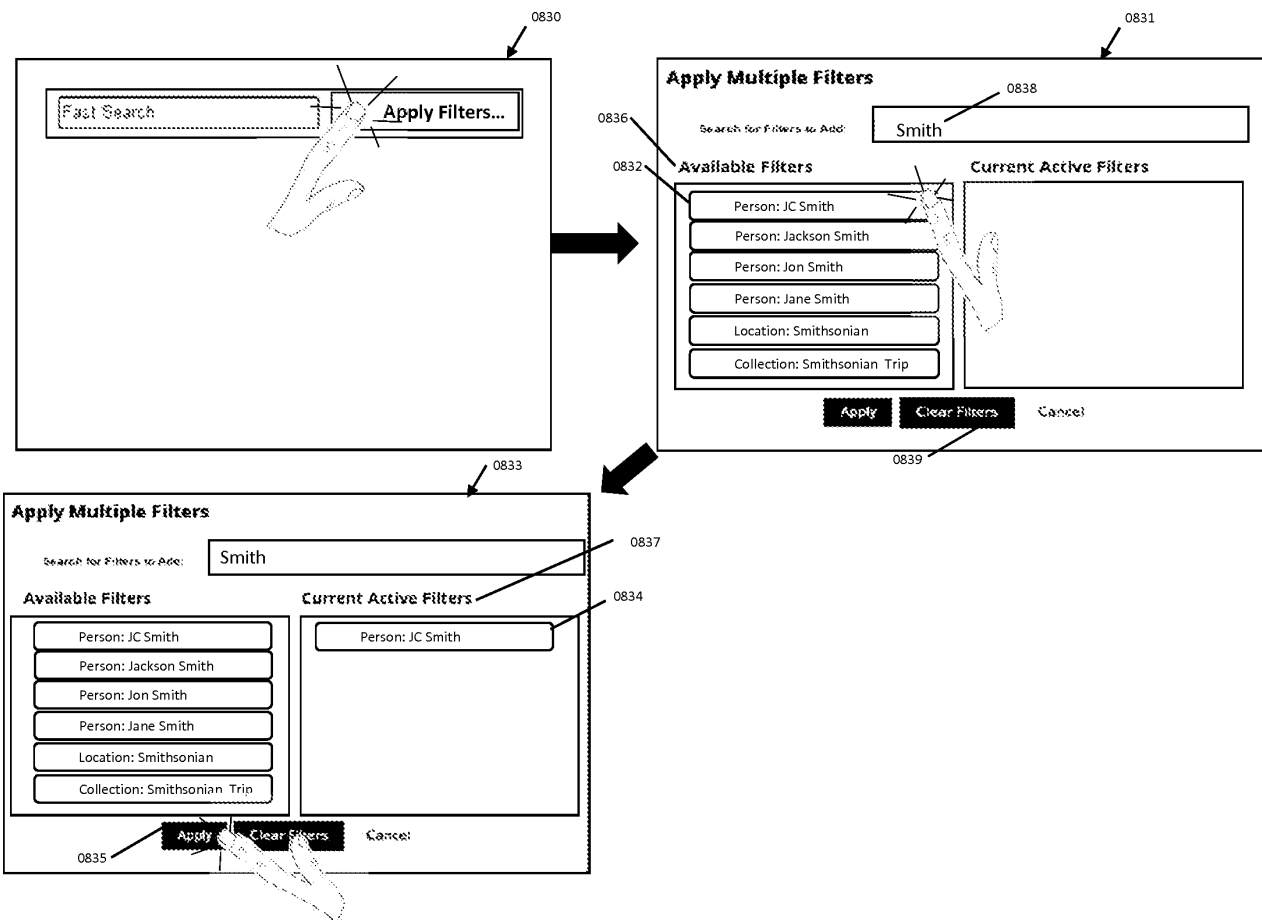 0830
Fast Search
Apply Filters...
0831
Apply Multiple Filters
0838
Search for Filters to Add:
Smith
0836
0832
Available Filters
Current Active Filters
Person: JC Smith
Person: Jackson Smith
Person: Jon Smith
Person: Jane Smith
Location: Smithsonian
Collection: Smithsonian Trip
Apply
Clear Filters
Cancel
0839
0833
Apply Multiple Filters
Search for Filters to Add:
Smith
0837
Available Filters
Current Active Filters
0834
Person: JC Smith
Person: Jackson Smith
Person: Jon Smith
Person: Jane Smith
Location: Smithsonian
Collection: Smithsonian Trip
Person: JC Smith
Apply
Clear Filters
Cancel
0835